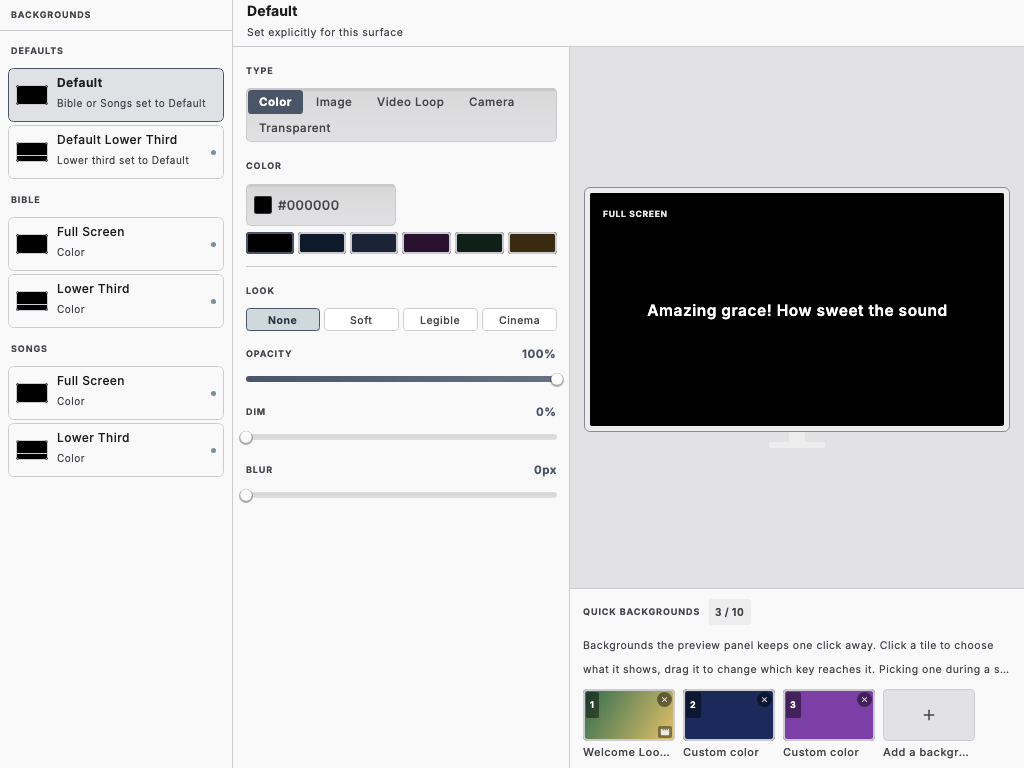 BACKGROUNDS
DEFAULTS
Default
Bible or Songs set to Default
Default Lower Third
Lower third set to Default
BIBLE
Full Screen
Color
Lower Third
Color
SONGS
Full Screen
Color
Lower Third
Color
Default
Set explicitly for this surface
TYPE
Color Image Video Loop Camera
Transparent
COLOR
#000000
LOOK
None Soft Legible Cinema
OPACITY 100%
DIM 0%
BLUR 0px
FULL SCREEN
Amazing grace! How sweet the sound
QUICK BACKGROUNDS 3 / 10
Backgrounds the preview panel keeps one click away. Click a tile to choose
what it shows, drag it to change which key reaches it. Picking one during a s...
1 2 3 +
Welcome Loo... Custom color Custom color Add a backgr...